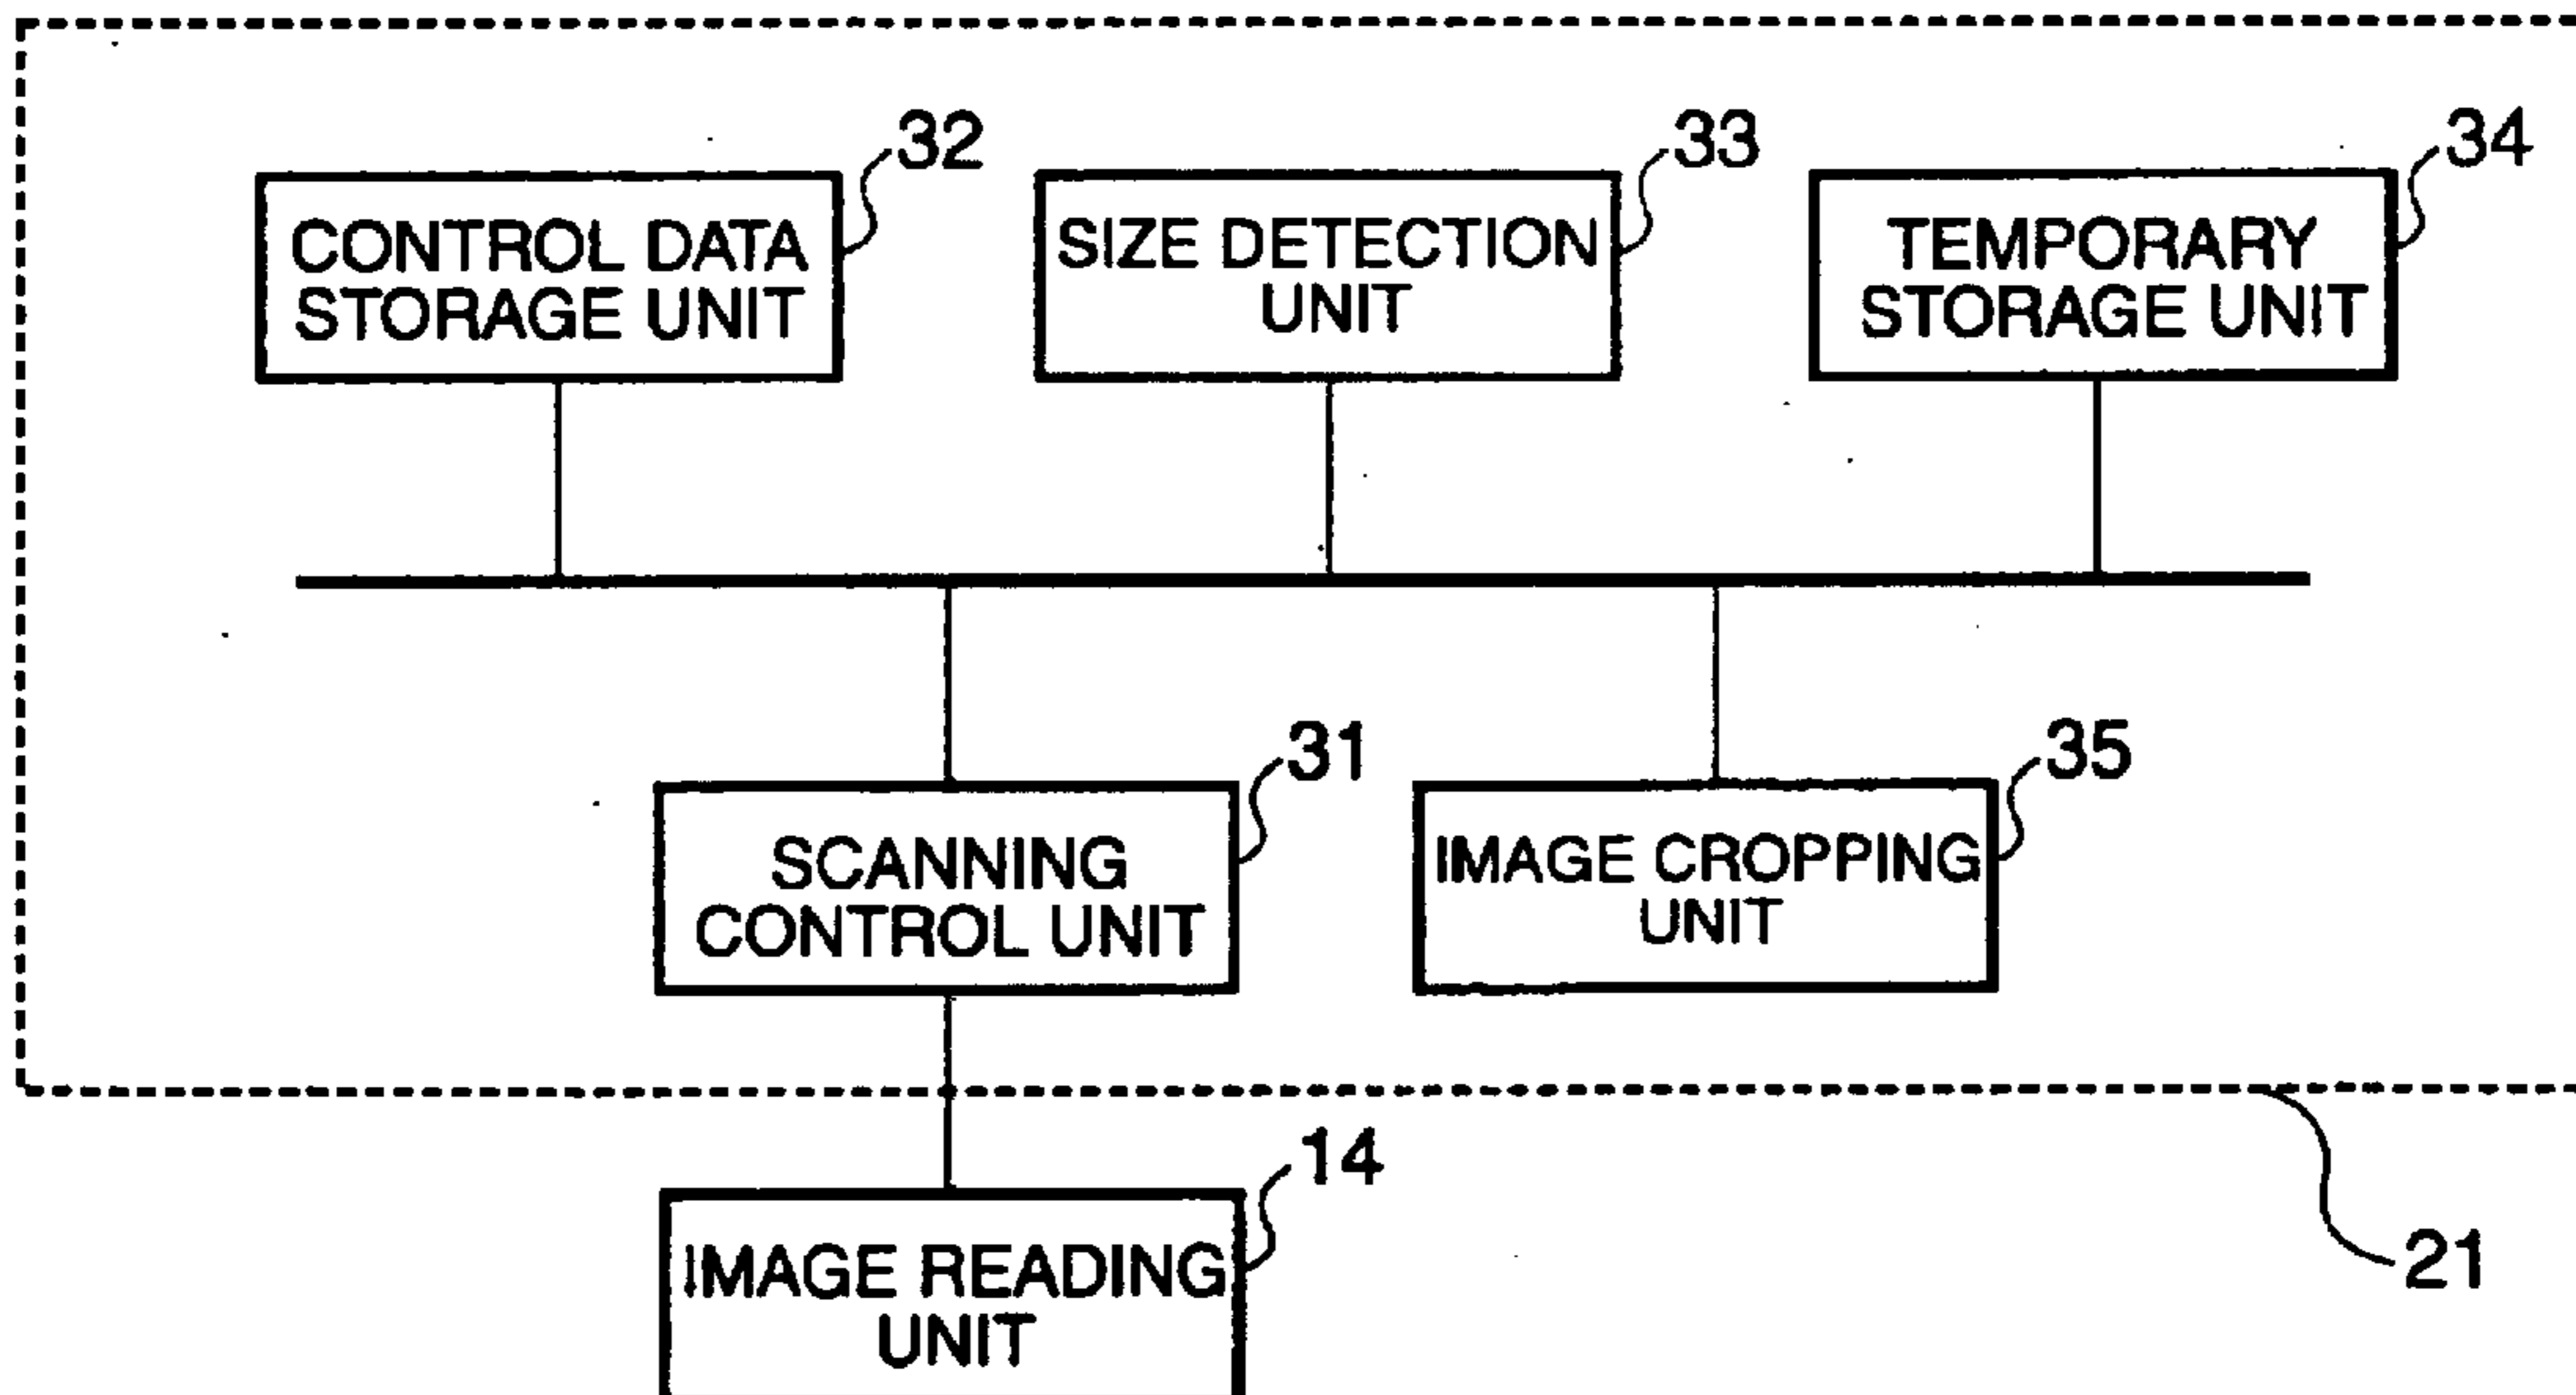 32
CONTROL DATA
STORAGE UNIT
33
SIZE DETECTION
UNIT
34
TEMPORARY
STORAGE UNIT
31
SCANNING
CONTROL UNIT
35
IMAGE CROPPING
UNIT
14
IMAGE READING
UNIT
21